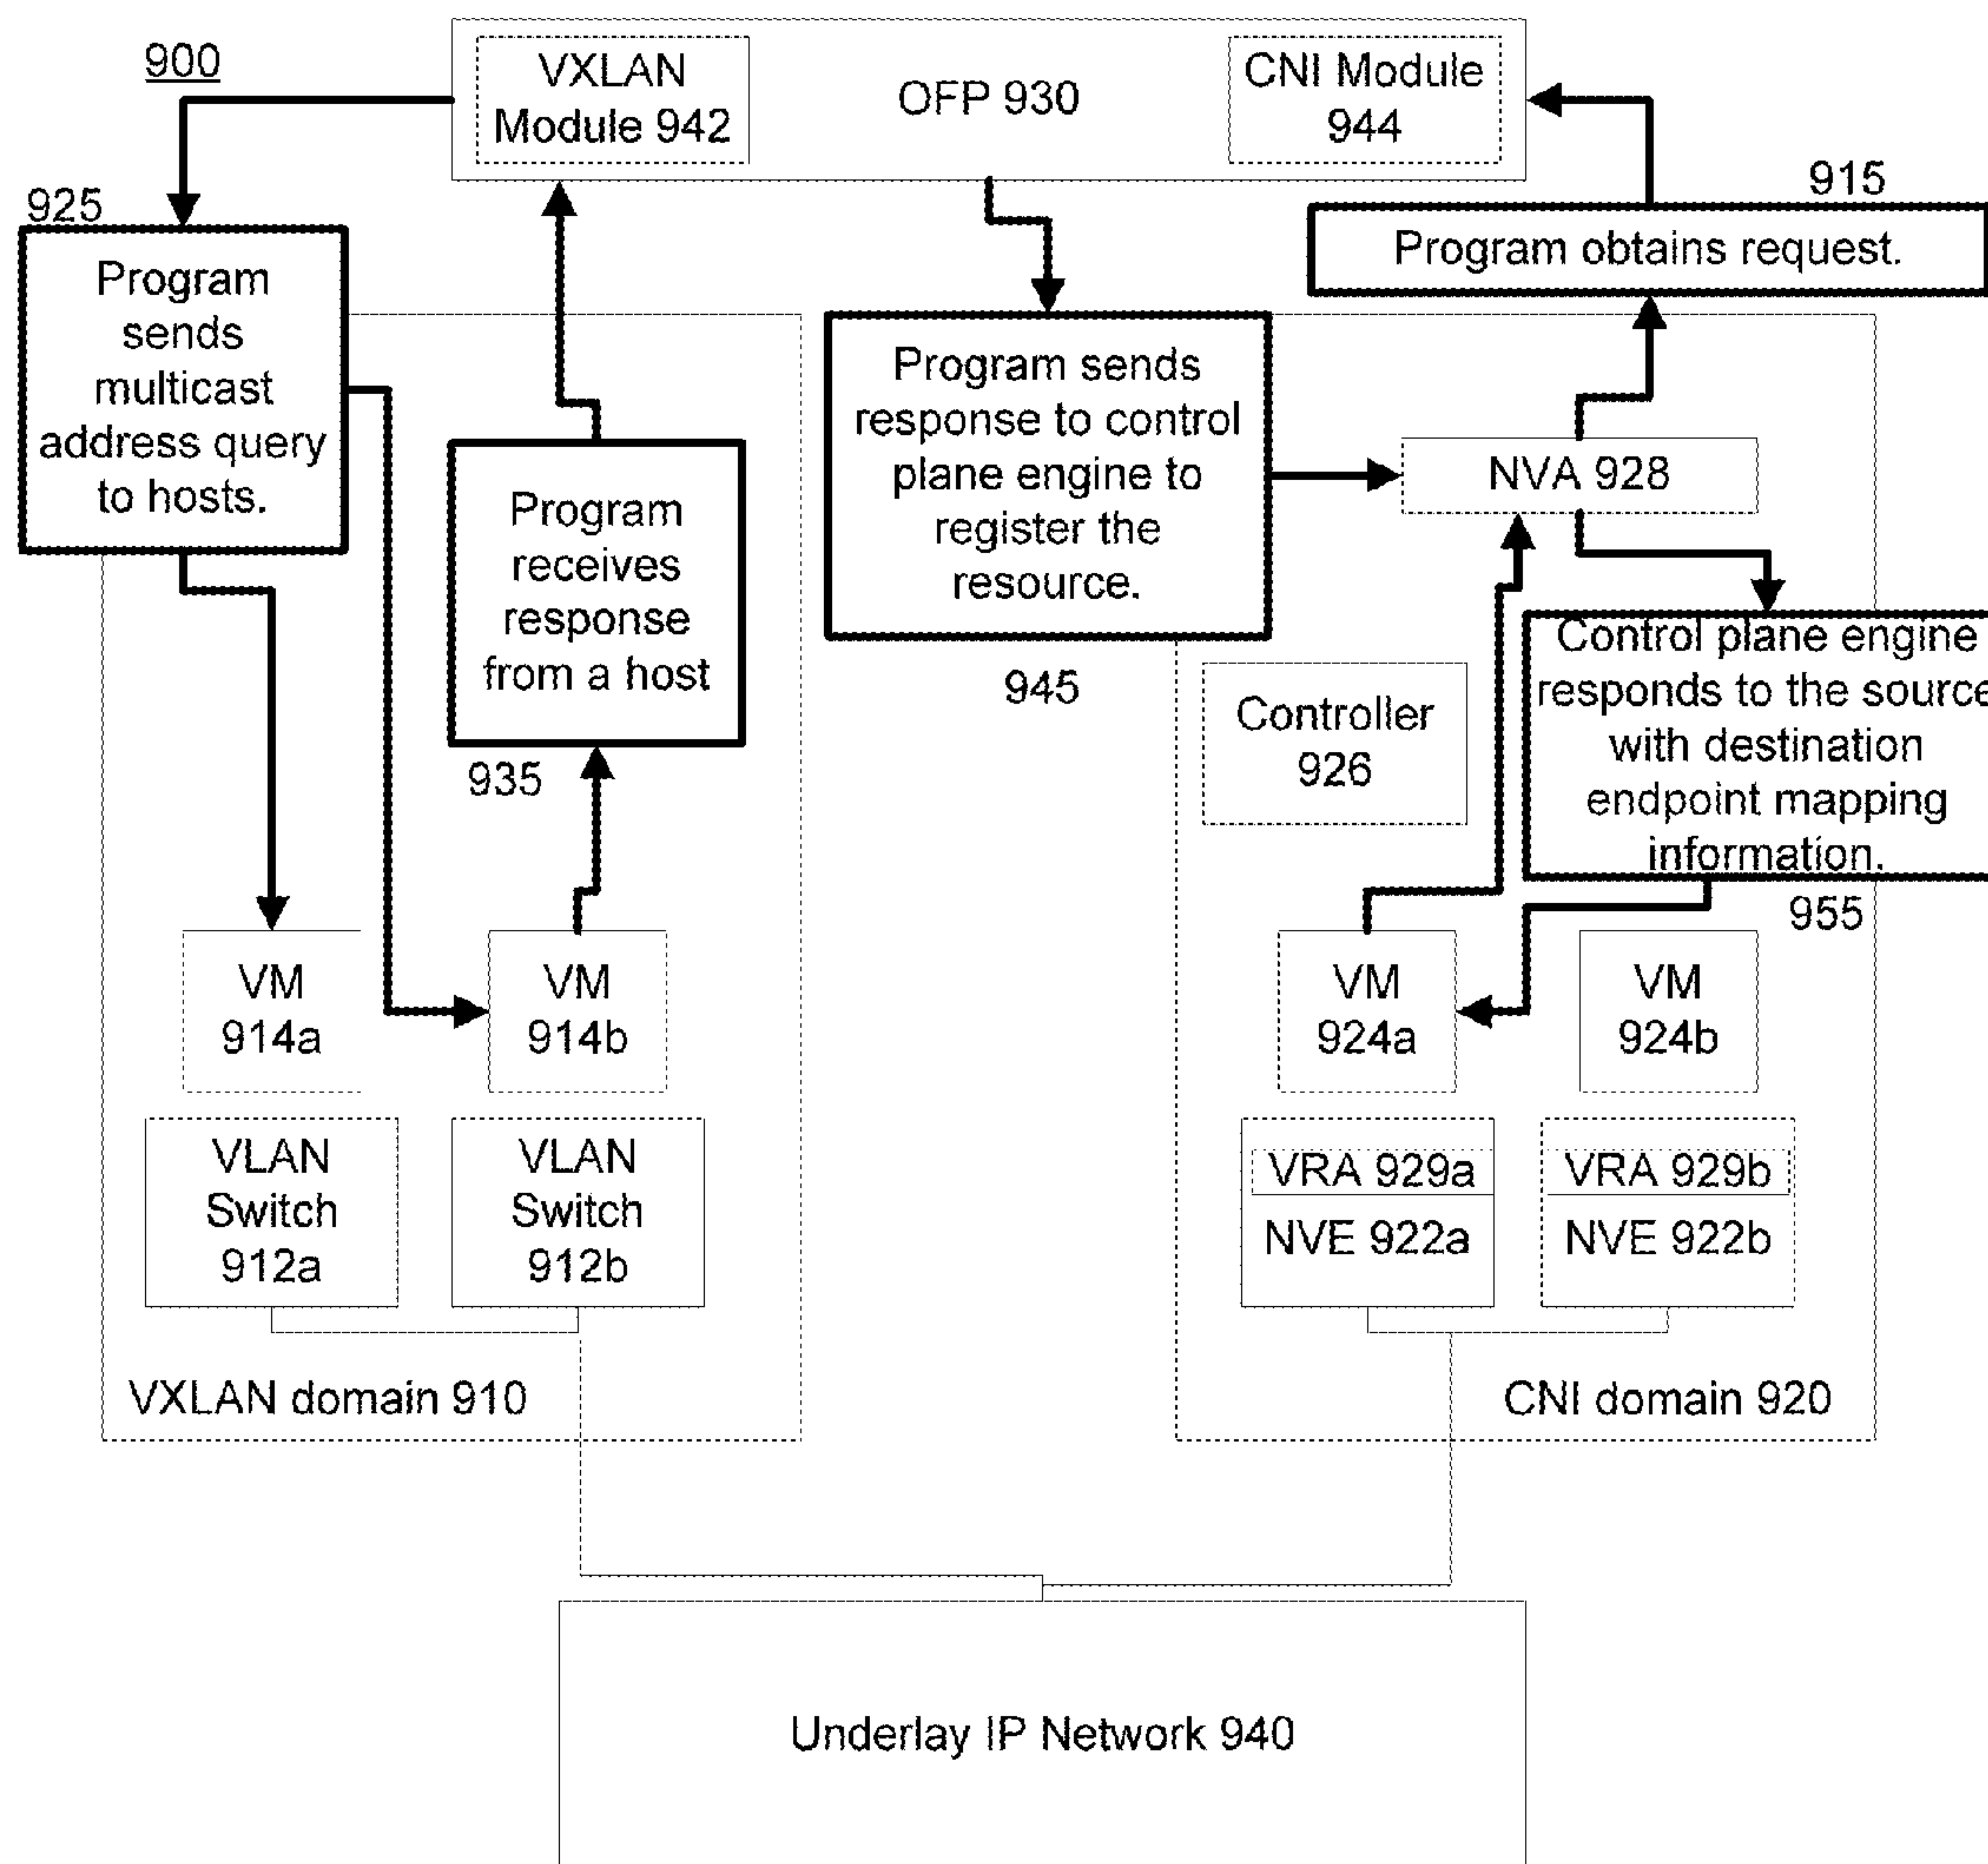 900
VXLAN
Module 942
OFP 930
CNI Module
944
915
Program obtains request.
925
Program
sends
multicast
address query
to hosts.
Program
receives
response
from a host
935
Program sends
response to control
plane engine to
register the
resource.
945
NVA 928
Controller
926
Control plane engine
responds to the source
with destination
endpoint mapping
information.
955
VM
914a
VM
914b
VM
924a
VM
924b
VLAN
Switch
912a
VLAN
Switch
912b
VRA 929a
NVE 922a
VRA 929b
NVE 922b
VXLAN domain 910
CNI domain 920
Underlay IP Network 940